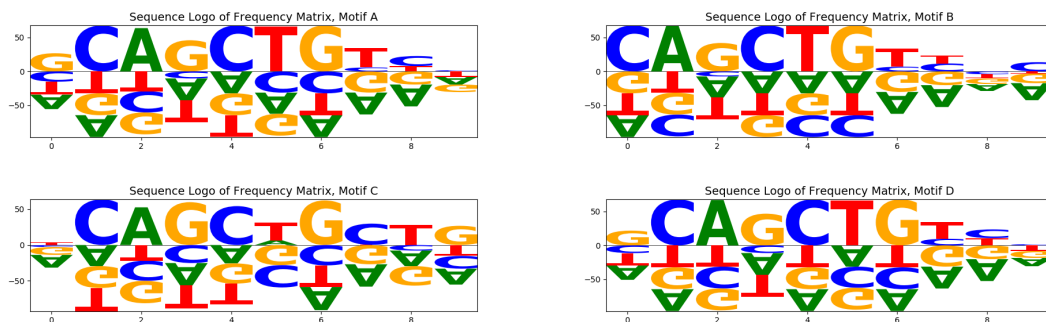 Sequence Logo of Frequency Matrix, Motif A
50
0
−50
G C A G C T G T C
0 2 4 6 8
Sequence Logo of Frequency Matrix, Motif B
50
0
−50
C A G C T G T T C
0 2 4 6 8
Sequence Logo of Frequency Matrix, Motif C
50
0
−50
C A G C T G C T G
0 2 4 6 8
Sequence Logo of Frequency Matrix, Motif D
50
0
−50
G C A G C T G T C
0 2 4 6 8